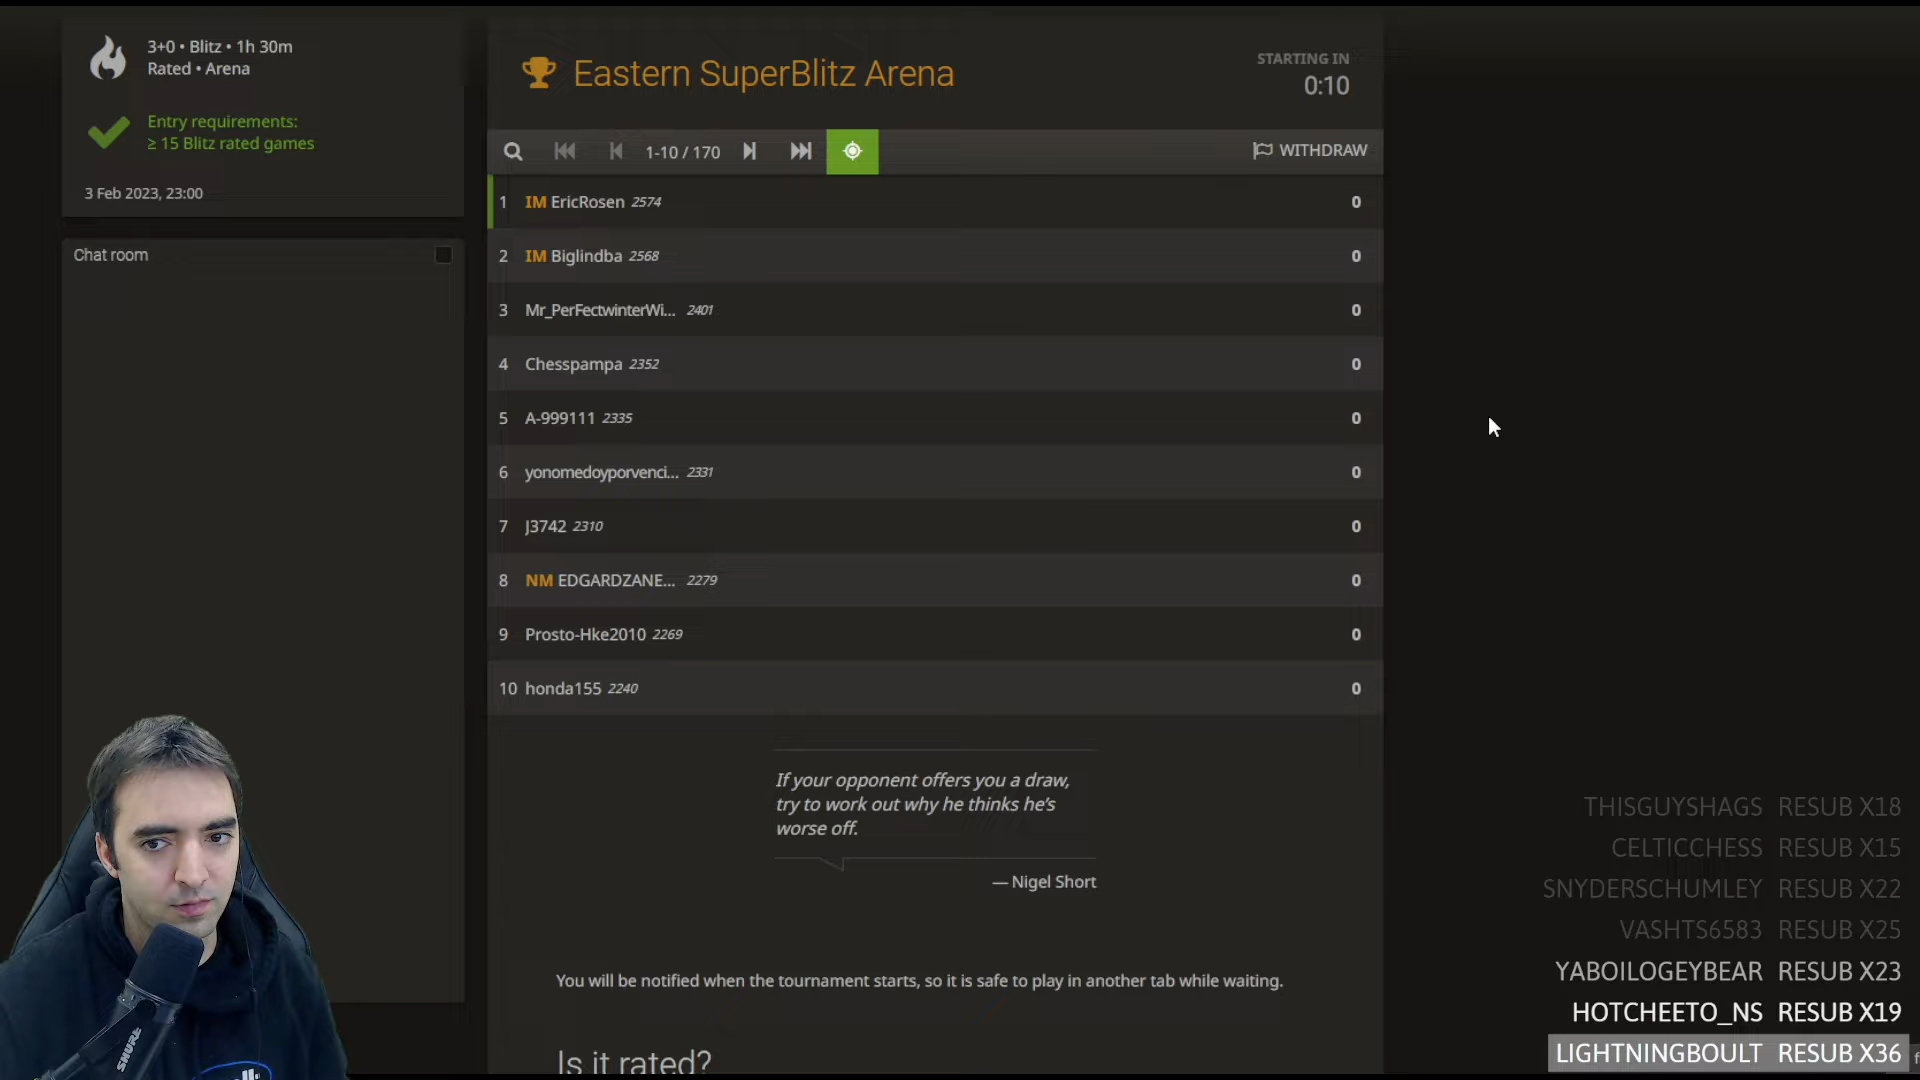 3+0 • Blitz • 1h 30m
Rated • Arena
Entry requirements:
≥ 15 Blitz rated games
3 Feb 2023, 23:00
Chat room
Eastern SuperBlitz Arena
STARTING IN
0:10
1-10 / 170
WITHDRAW
1 IM EricRosen 2574 0
2 IM Biglindba 2568 0
3 Mr_PerFectwinterWi... 2401 0
4 Chesspampa 2352 0
5 A-999111 2335 0
6 yonomedoyporvenci... 2331 0
7 J3742 2310 0
8 NM EDGARDZANE... 2279 0
9 Prosto-Hke2010 2269 0
10 honda155 2240 0
If your opponent offers you a draw,
try to work out why he thinks he's
worse off.
— Nigel Short
You will be notified when the tournament starts, so it is safe to play in another tab while waiting.
Is it rated?
THISGUYSHAGS RESUB X18
CELTICCHESS RESUB X15
SNYDERSCHUMLEY RESUB X22
VASHTS6583 RESUB X25
YABOILOGEYBEAR RESUB X23
HOTCHEETO_NS RESUB X19
LIGHTNINGBOULT RESUB X36
SHURE